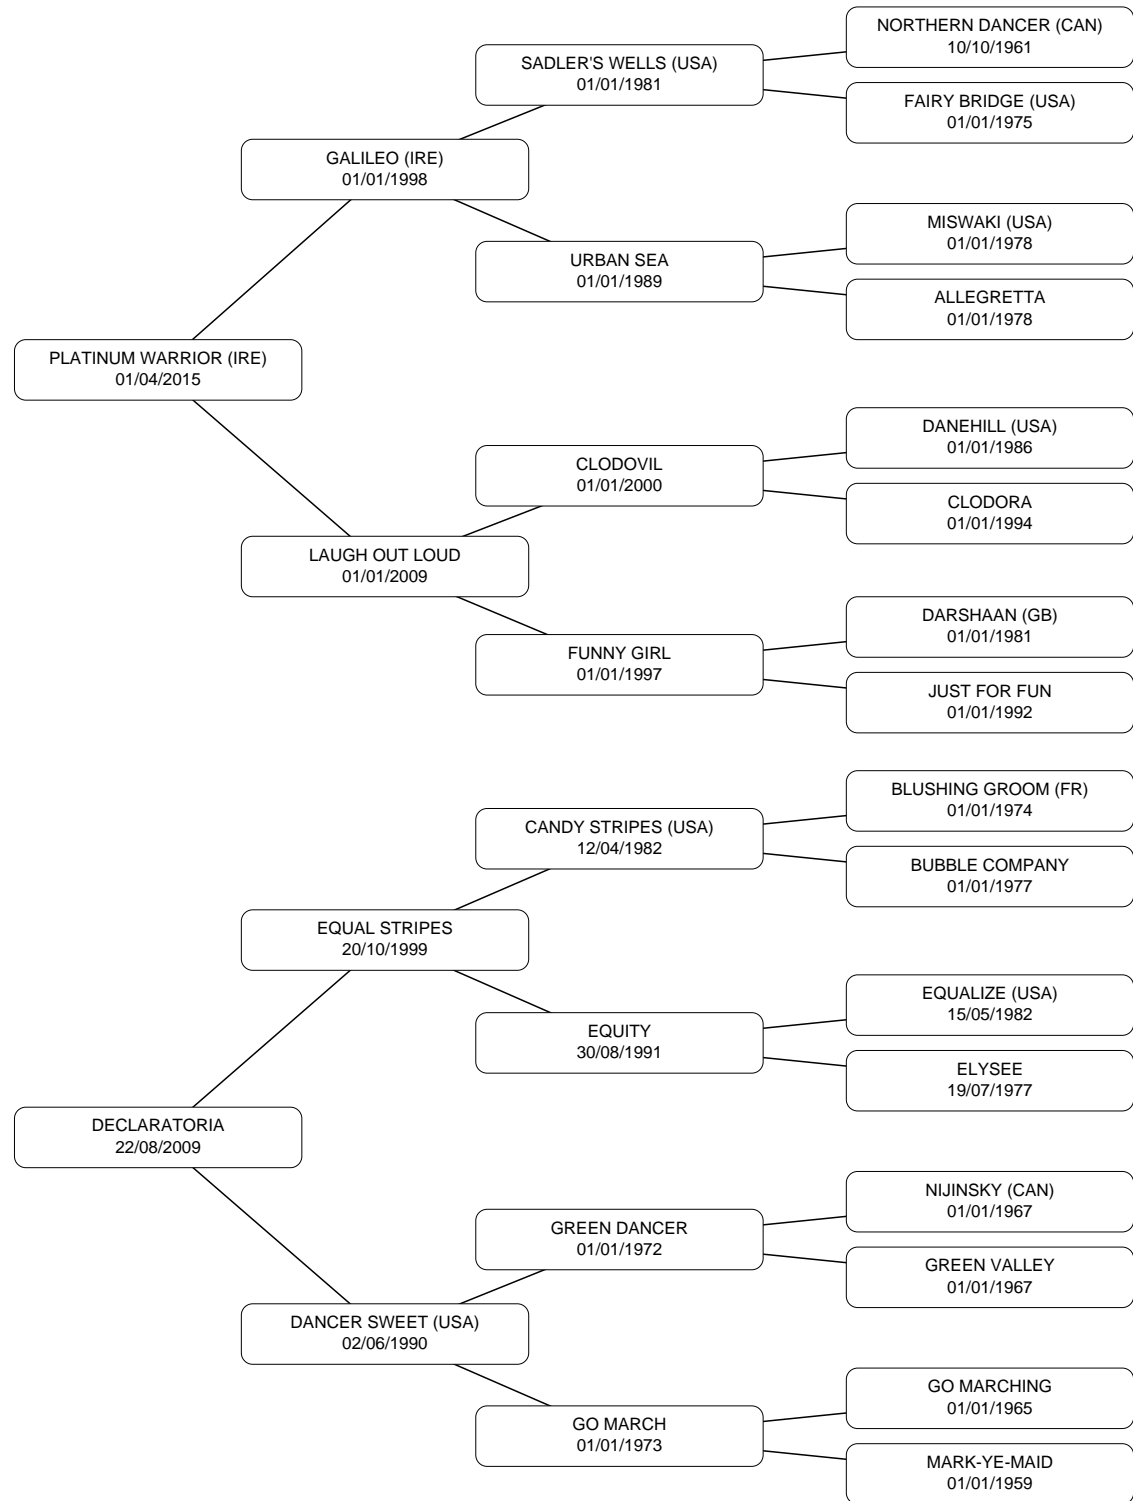 NORTHERN DANCER (CAN)
10/10/1961
SADLER'S WELLS (USA)
01/01/1981
FAIRY BRIDGE (USA)
01/01/1975
GALILEO (IRE)
01/01/1998
MISWAKI (USA)
01/01/1978
URBAN SEA
01/01/1989
ALLEGRETTA
01/01/1978
PLATINUM WARRIOR (IRE)
01/04/2015
DANEHILL (USA)
01/01/1986
CLODOVIL
01/01/2000
CLODORA
01/01/1994
LAUGH OUT LOUD
01/01/2009
DARSHAAN (GB)
01/01/1981
FUNNY GIRL
01/01/1997
JUST FOR FUN
01/01/1992
BLUSHING GROOM (FR)
01/01/1974
CANDY STRIPES (USA)
12/04/1982
BUBBLE COMPANY
01/01/1977
EQUAL STRIPES
20/10/1999
EQUALIZE (USA)
15/05/1982
EQUITY
30/08/1991
ELYSEE
19/07/1977
DECLARATORIA
22/08/2009
NIJINSKY (CAN)
01/01/1967
GREEN DANCER
01/01/1972
GREEN VALLEY
01/01/1967
DANCER SWEET (USA)
02/06/1990
GO MARCHING
01/01/1965
GO MARCH
01/01/1973
MARK-YE-MAID
01/01/1959